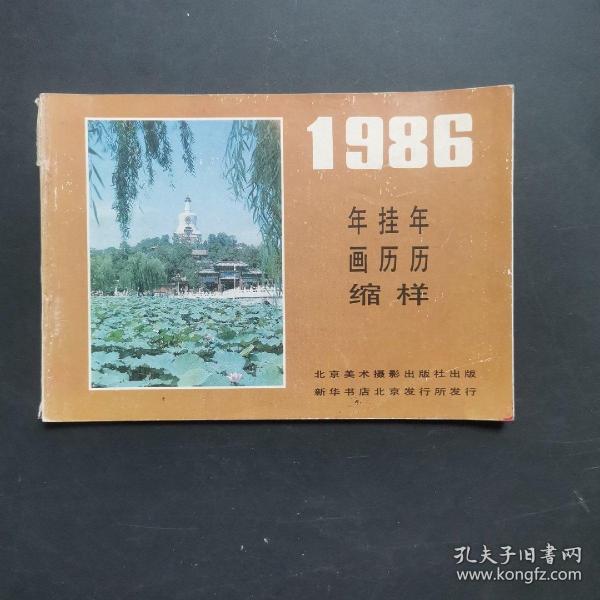 1986
年挂年
画历历
缩样
北京美术摄影出版社出版
新华书店北京发行所发行
孔夫子旧书网
www.kongfz.com